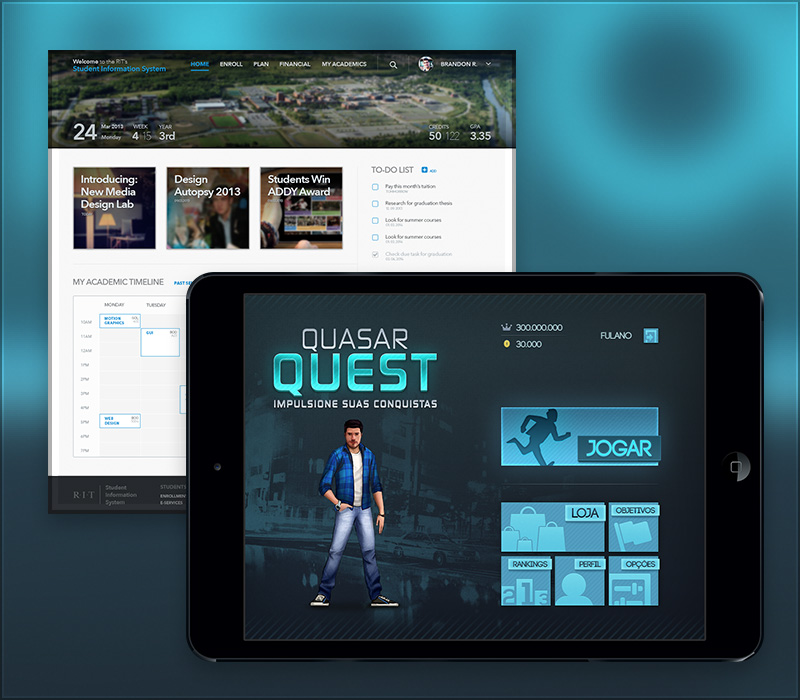 Welcome to the RIT's
Student Information System
HOME ENROLL PLAN FINANCIAL MY ACADEMICS
BRANDON R.
24 Mar 2013
Monday
WEEK
4/15
YEAR
3rd
CREDITS
50/122
GPA
3.35
Introducing:
New Media
Design Lab
Design
Autopsy 2013
Students Win
ADDY Award
TO-DO LIST
ADD
Pay this month's tuition
Research for graduation thesis
Look for summer courses
Look for summer courses
Check due task for graduation
MY ACADEMIC TIMELINE
MONDAY TUESDAY
10AM
11AM
12AM
1PM
2PM
3PM
4PM
5PM
6PM
7PM
MOTION
GRAPHICS
GUI
WEB
DESIGN
RIT
Student
Information
System
E-SERVICES
QUASAR
QUEST
IMPULSIONE SUAS CONQUISTAS
300.000.000
30.000
FULANO
JOGAR
LOJA
OBJETIVOS
RANKINGS
PERFIL
OPÇÕES